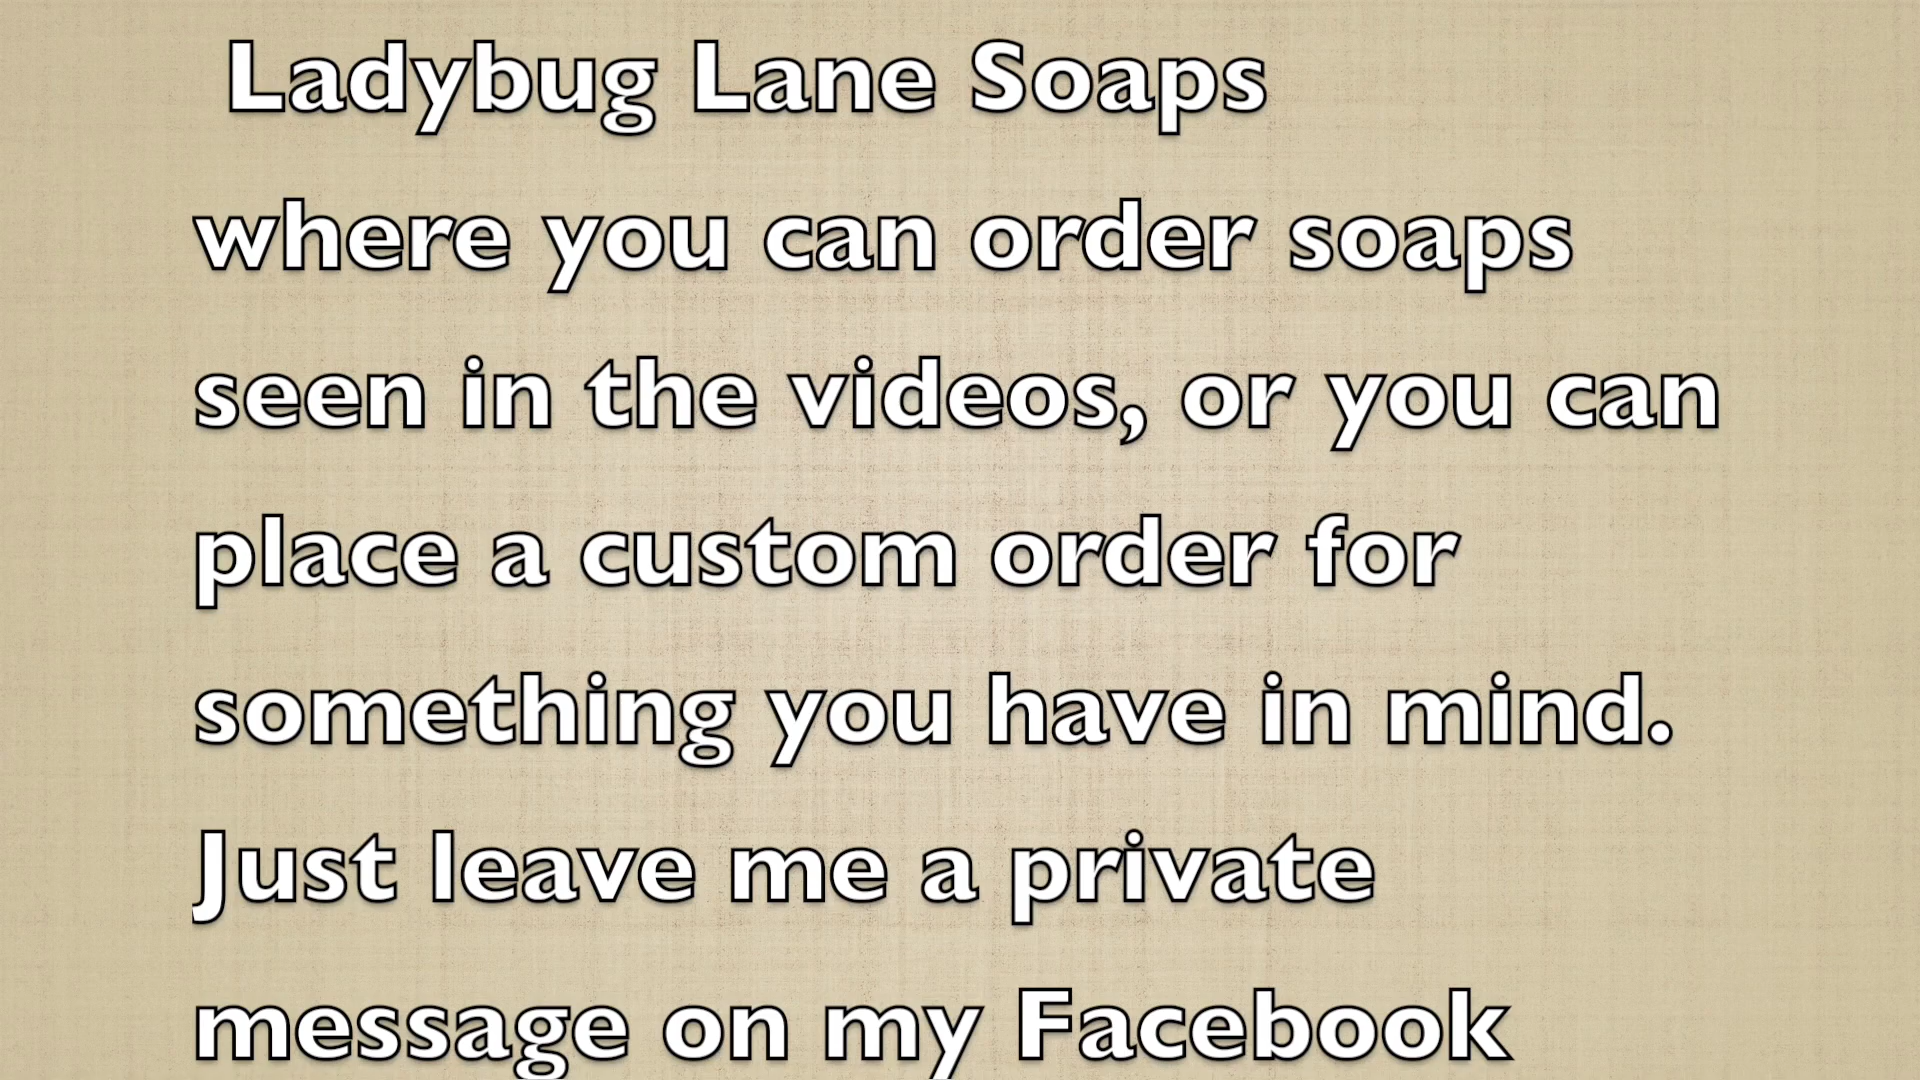 Ladybug Lane Soaps
where you can order soaps
seen in the videos, or you can
place a custom order for
something you have in mind.
Just leave me a private
message on my Facebook